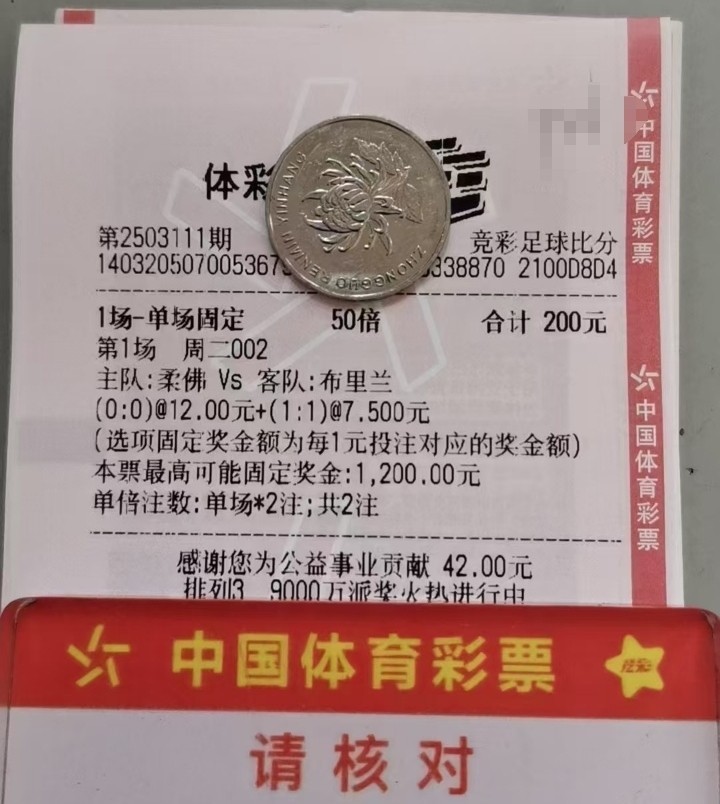 体彩
第2503111期 竞彩足球比分
140320507005367 338870 2100D8D4
1场-单场固定 50倍 合计 200元
第1场 周二002
主队:柔佛 Vs 客队:布里兰
(0:0)@12.00元+(1:1)@7.500元
(选项固定奖金额为每1元投注对应的奖金额)
本票最高可能固定奖金:1,200.00元
单倍注数:单场*2注;共2注
感谢您为公益事业贡献 42.00元
排列3 9000万派奖火热进行中
中国体育彩票
请核对
中国体育彩票
中国体育彩票
ZHONGGUO RENMIN YINHANG